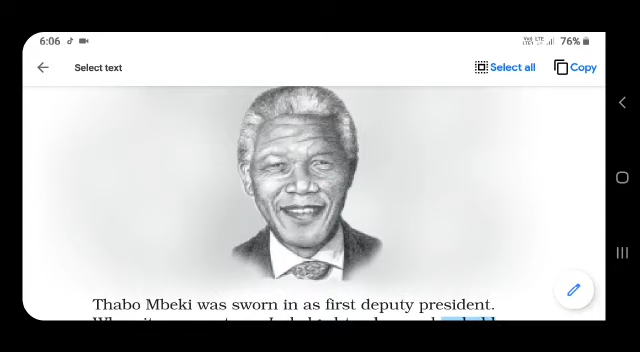 6:06
76%
Select text
Select all
Copy
Thabo Mbeki was sworn in as first deputy president.